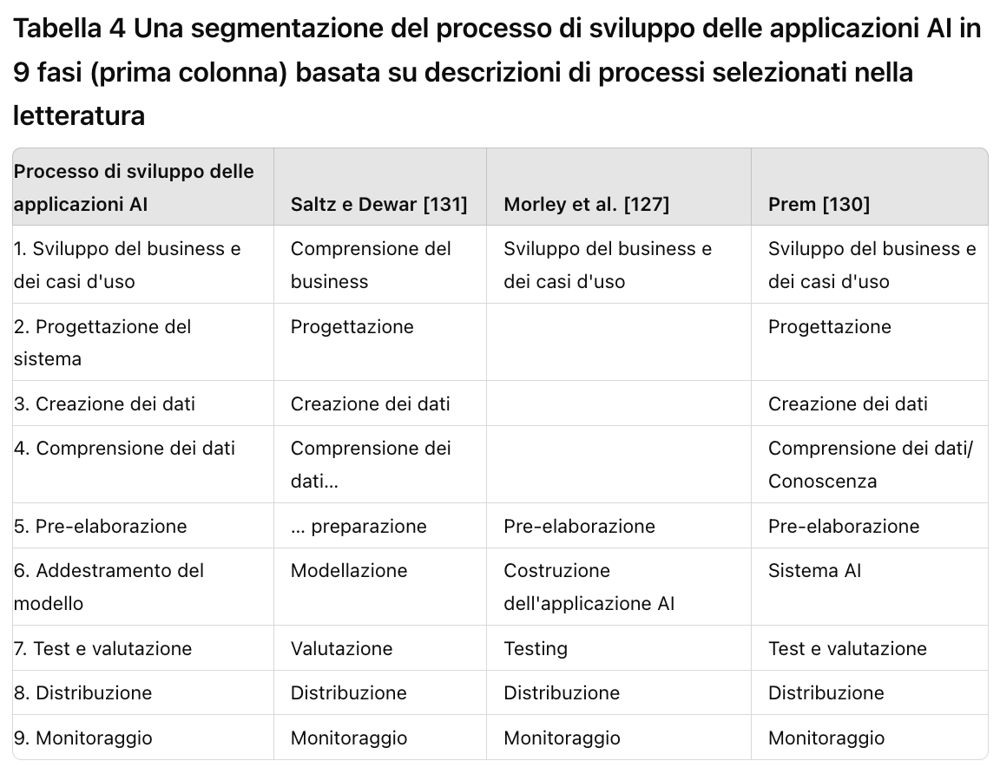 Tabella 4 Una segmentazione del processo di sviluppo delle applicazioni AI in
9 fasi (prima colonna) basata su descrizioni di processi selezionati nella
letteratura
Processo di sviluppo delle
applicazioni AI
Saltz e Dewar [131]
Morley et al. [127]
Prem [130]
1. Sviluppo del business e
dei casi d'uso
Comprensione del
business
Sviluppo del business e
dei casi d'uso
Sviluppo del business e
dei casi d'uso
2. Progettazione del
sistema
Progettazione
Progettazione
3. Creazione dei dati
Creazione dei dati
Creazione dei dati
4. Comprensione dei dati
Comprensione dei
dati...
Comprensione dei dati/
Conoscenza
5. Pre-elaborazione
... preparazione
Pre-elaborazione
Pre-elaborazione
6. Addestramento del
modello
Modellazione
Costruzione
dell'applicazione AI
Sistema AI
7. Test e valutazione
Valutazione
Testing
Test e valutazione
8. Distribuzione
Distribuzione
Distribuzione
Distribuzione
9. Monitoraggio
Monitoraggio
Monitoraggio
Monitoraggio